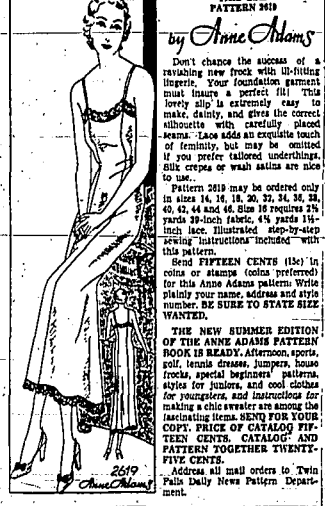 PATTERN 2619
by Anne Adams
Don't chance the success of a
ravishing new frock with ill-fitting
lingerie. Your foundation garment
must insure a perfect fit! This
lovely slip is extremely easy to
make, dainty, and gives the correct
silhouette with carefully placed
seams. Lace adds an exquisite touch
of feminity, but may be omitted
if you prefer tailored underthings.
Silk crepes or wash satins are nice
to use.
Pattern 2619 may be ordered only
in sizes 14, 16, 18, 20, 32, 34, 36, 38,
40, 42, 44 and 46. Size 16 requires
yards 39-inch fabric, 4¾ yards 1½-
inch lace. Illustrated step-by-step
sewing instructions included with
this pattern.
Send FIFTEEN CENTS (15c) in
coins or stamps (coins preferred)
for this Anne Adams pattern. Write
plainly your name, address and style
number. BE SURE TO STATE SIZE
WANTED.
THE NEW SUMMER EDITION
OF THE ANNE ADAMS PATTERN
BOOK IS READY. Afternoon, sports,
golf, tennis dresses, jumpers, house
frocks, special beginners' patterns,
styles for juniors, and cool clothes
for youngsters, and instructions for
making a chic sweater are among the
fascinating items. SEND FOR YOUR
COPY. PRICE OF CATALOG FIF-
TEEN CENTS. CATALOG AND
PATTERN TOGETHER TWENTY-
FIVE CENTS.
Address all mail orders to Twin
Falls Daily News Pattern Depart-
ment.
2619
Anne Adams